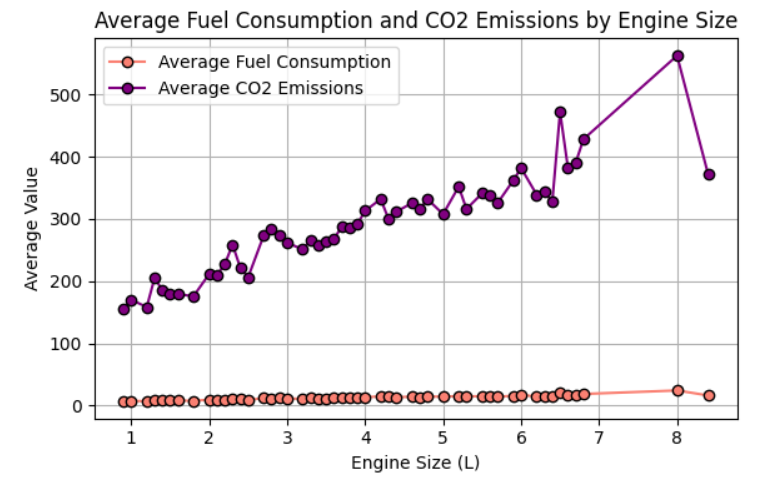 Average Fuel Consumption and CO2 Emissions by Engine Size
Average Fuel Consumption
Average CO2 Emissions
Average Value
500
400
300
200
100
0
1 2 3 4 5 6 7 8
Engine Size (L)